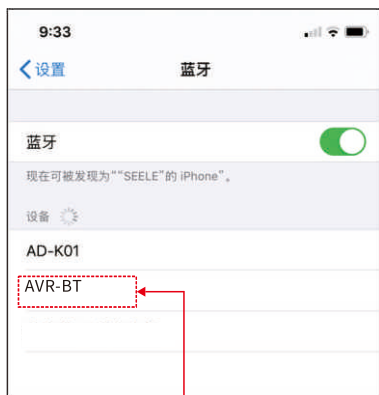 9:33
设置
蓝牙
蓝牙
现在可被发现为““SEELE”的 iPhone”。
设备
AD-K01
AVR-BT